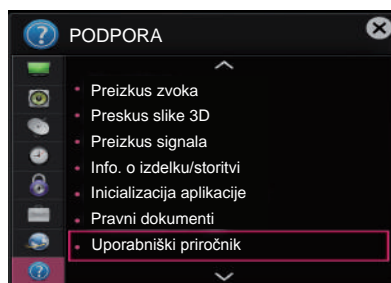 PODPORA
Preizkus zvoka
Preskus slike 3D
Preizkus signala
Info. o izdelku/storitvi
Inicializacija aplikacije
Pravni dokumenti
Uporabniški priročnik